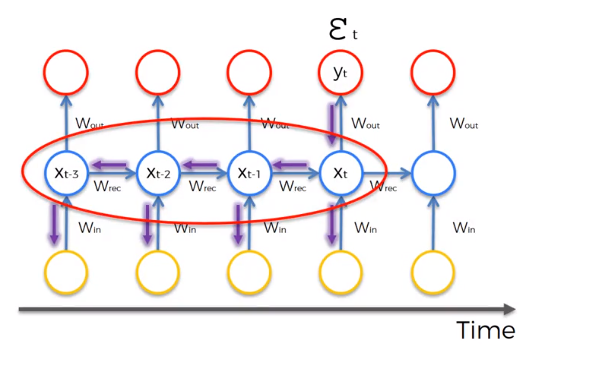 Ɛt
yt
Wout Wout Wout Wout Wout
xt-3 xt-2 xt-1 xt
Wrec Wrec Wrec Wrec
Win Win Win Win Win
Time